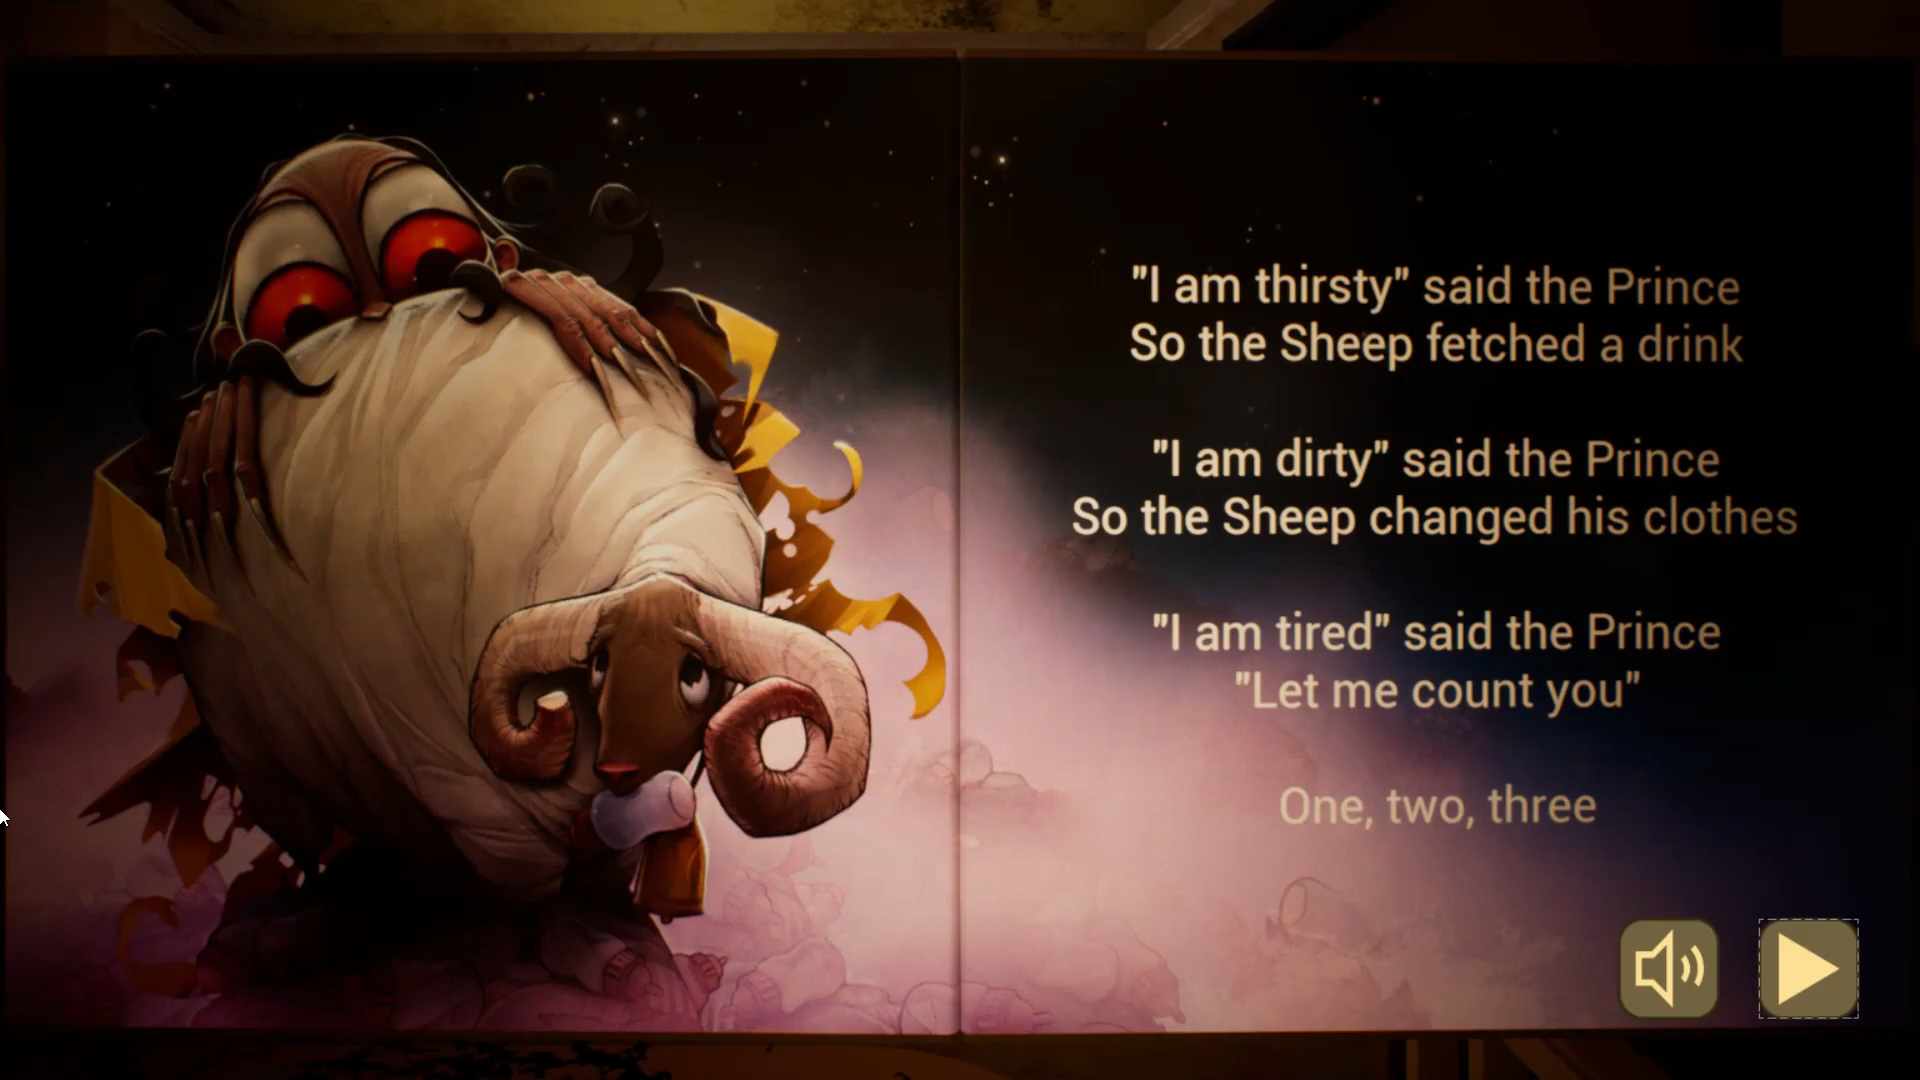 "I am thirsty" said the Prince
So the Sheep fetched a drink
"I am dirty" said the Prince
So the Sheep changed his clothes
"I am tired" said the Prince
"Let me count you"
One, two, three